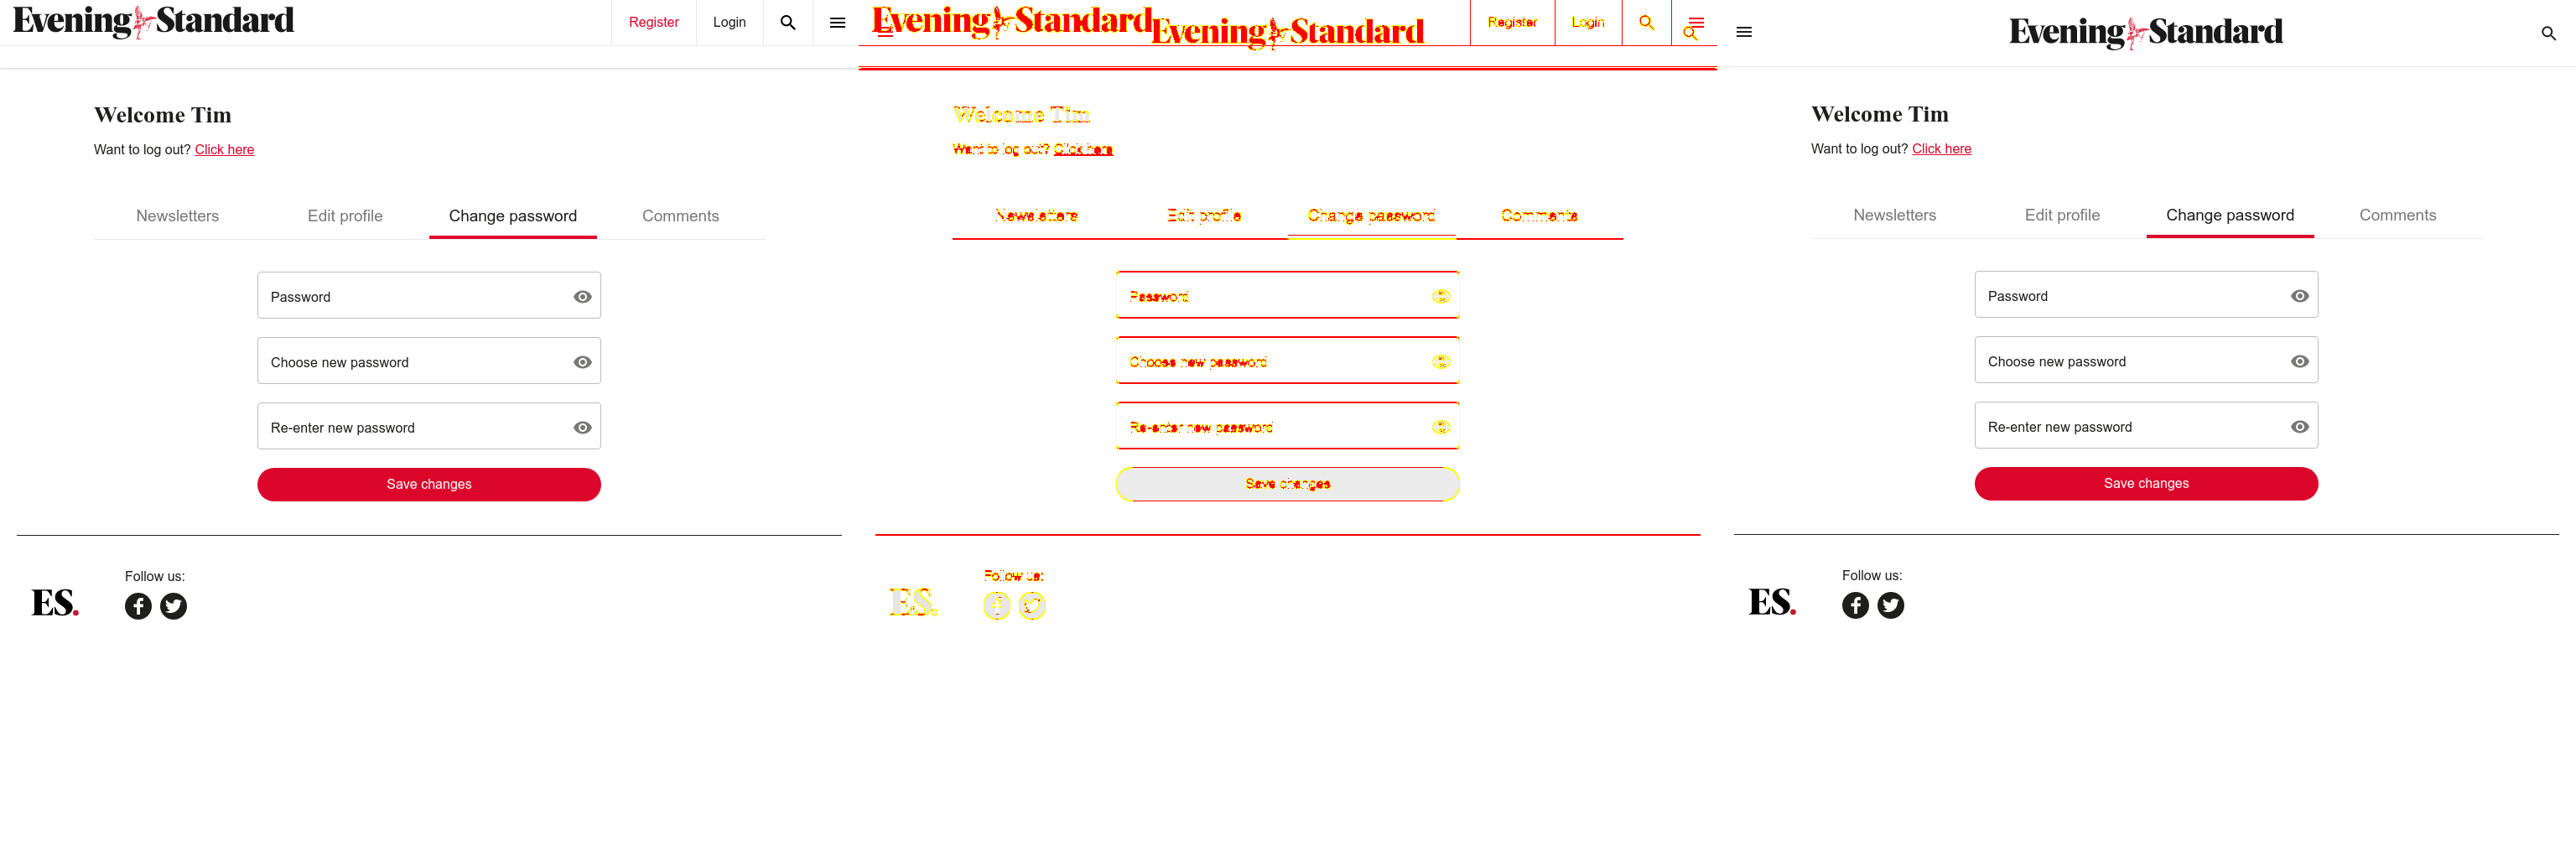 Evening Standard
Register
Login
Welcome Tim
Want to log out? Click here
Newsletters
Edit profile
Change password
Comments
Password
Choose new password
Re-enter new password
Save changes
Follow us:
ES.
Evening Standard
Evening Standard
Register
Login
Welcome Tim
Want to log out? Click here
Newsletters
Edit profile
Change password
Comments
Password
Choose new password
Re-enter new password
Save changes
Follow us:
ES.
Evening Standard
Welcome Tim
Want to log out? Click here
Newsletters
Edit profile
Change password
Comments
Password
Choose new password
Re-enter new password
Save changes
Follow us:
ES.